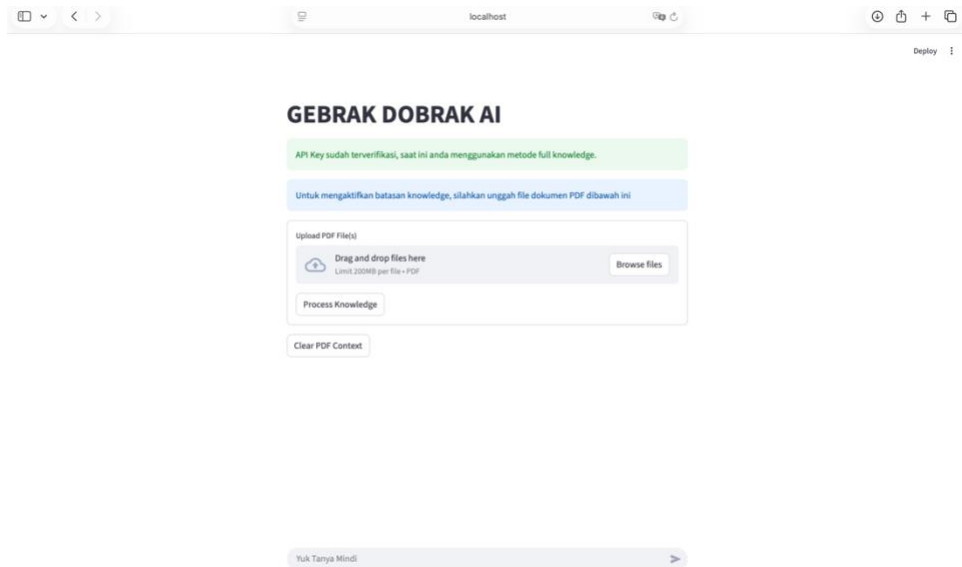 localhost
Deploy
GEBRAK DOBRAK AI
API Key sudah terverifikasi, saat ini anda menggunakan metode full knowledge.
Untuk mengaktifkan batasan knowledge, silahkan unggah file dokumen PDF dibawah ini
Upload PDF File(s)
Drag and drop files here
Limit 200MB per file • PDF
Browse files
Process Knowledge
Clear PDF Context
Yuk Tanya Mindi